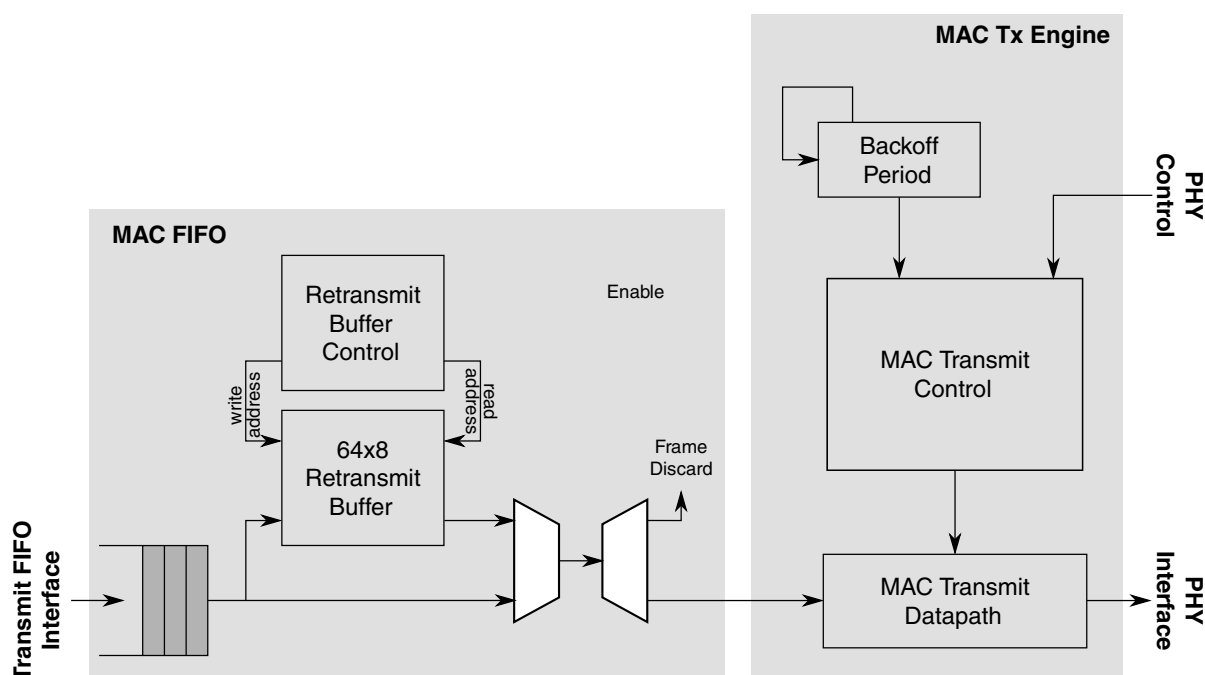 MAC Tx Engine
Backoff
Period
PHY
Control
MAC FIFO
Retransmit
Buffer
Control
Enable
MAC Transmit
Control
write
address
read
address
64x8
Retransmit
Buffer
Frame
Discard
Transmit FIFO
Interface
MAC Transmit
Datapath
PHY
Interface